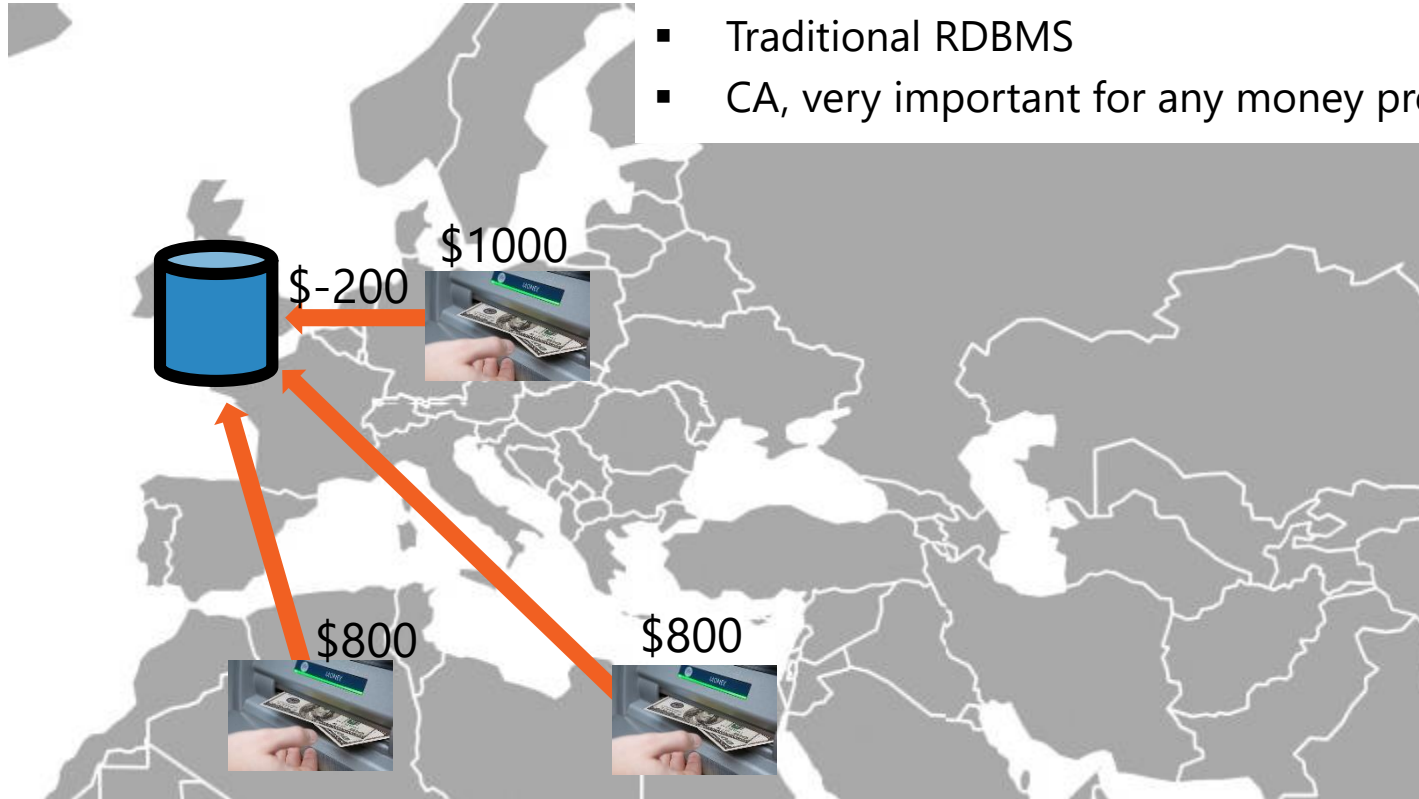 ▪ Traditional RDBMS
▪ CA, very important for any money
$1000
$-200
$800
$800